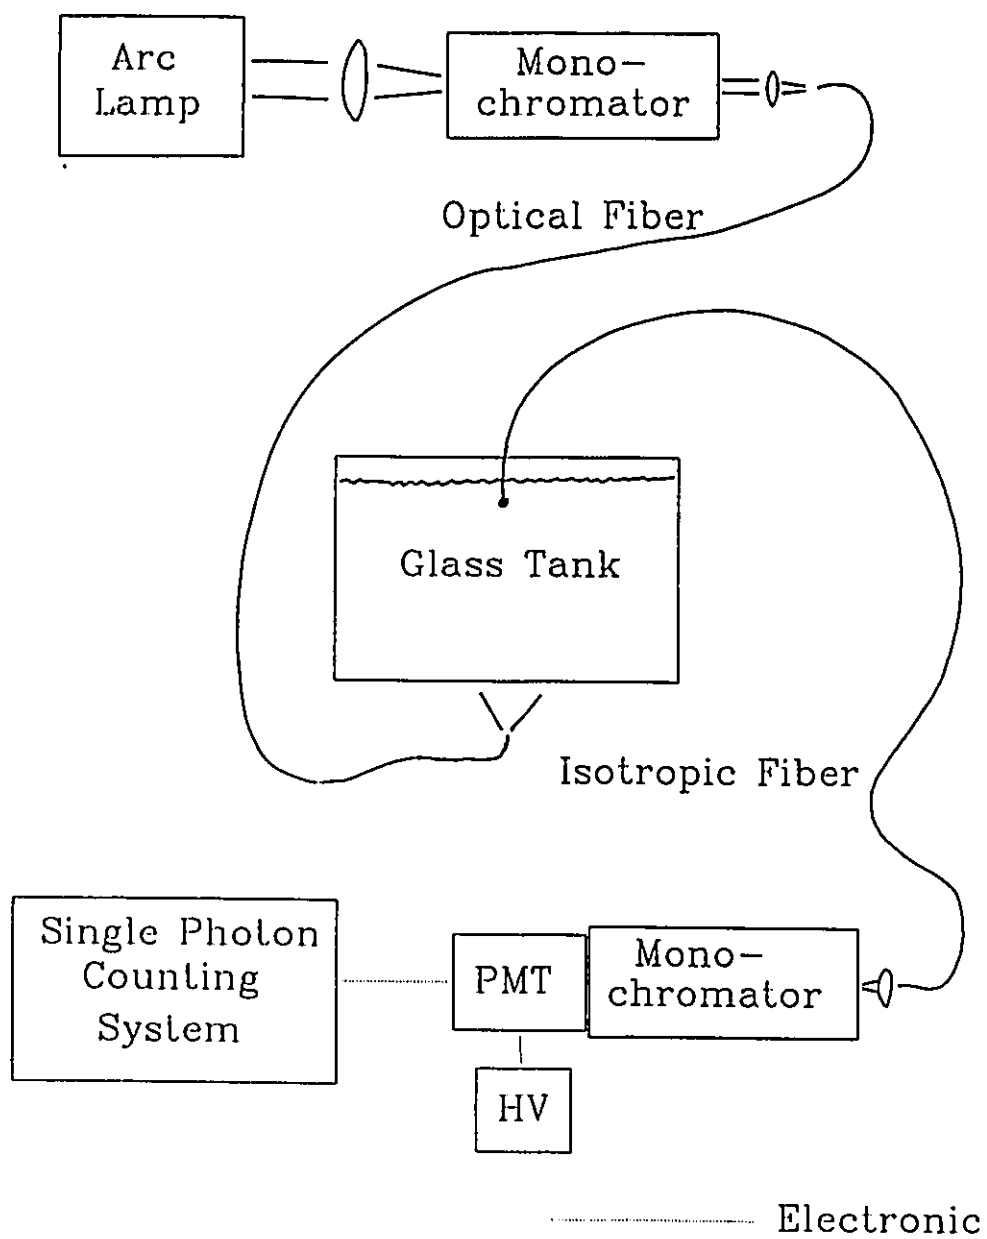 Arc
Lamp
Mono-
chromator
Optical Fiber
Glass Tank
Isotropic Fiber
Single Photon
Counting
System
PMT
Mono-
chromator
HV
Electronic